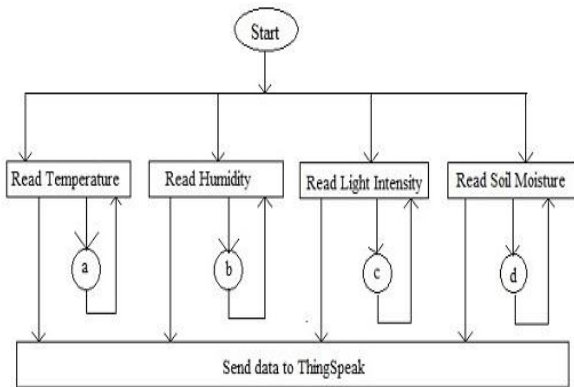 Start
Read Temperature
Read Humidity
Read Light Intensity
Read Soil Moisture
a
b
c
d
Send data to ThingSpeak